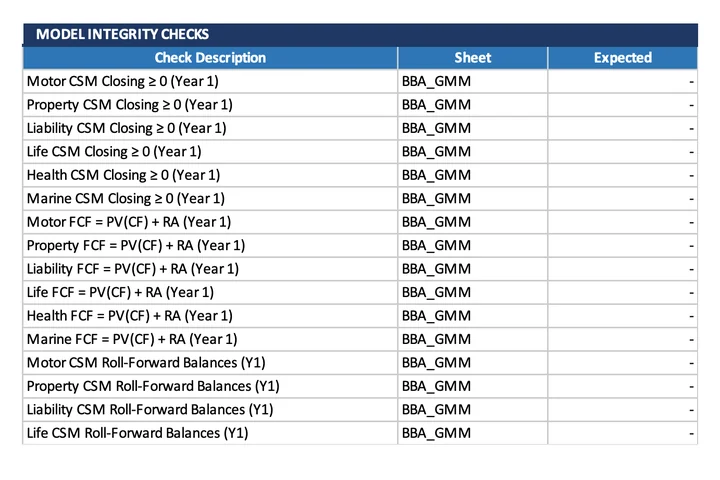 MODEL INTEGRITY CHECKS
Check Description Sheet Expected
Motor CSM Closing ≥ 0 (Year 1) BBA_GMM -
Property CSM Closing ≥ 0 (Year 1) BBA_GMM -
Liability CSM Closing ≥ 0 (Year 1) BBA_GMM -
Life CSM Closing ≥ 0 (Year 1) BBA_GMM -
Health CSM Closing ≥ 0 (Year 1) BBA_GMM -
Marine CSM Closing ≥ 0 (Year 1) BBA_GMM -
Motor FCF = PV(CF) + RA (Year 1) BBA_GMM -
Property FCF = PV(CF) + RA (Year 1) BBA_GMM -
Liability FCF = PV(CF) + RA (Year 1) BBA_GMM -
Life FCF = PV(CF) + RA (Year 1) BBA_GMM -
Health FCF = PV(CF) + RA (Year 1) BBA_GMM -
Marine FCF = PV(CF) + RA (Year 1) BBA_GMM -
Motor CSM Roll-Forward Balances (Y1) BBA_GMM -
Property CSM Roll-Forward Balances (Y1) BBA_GMM -
Liability CSM Roll-Forward Balances (Y1) BBA_GMM -
Life CSM Roll-Forward Balances (Y1) BBA_GMM -